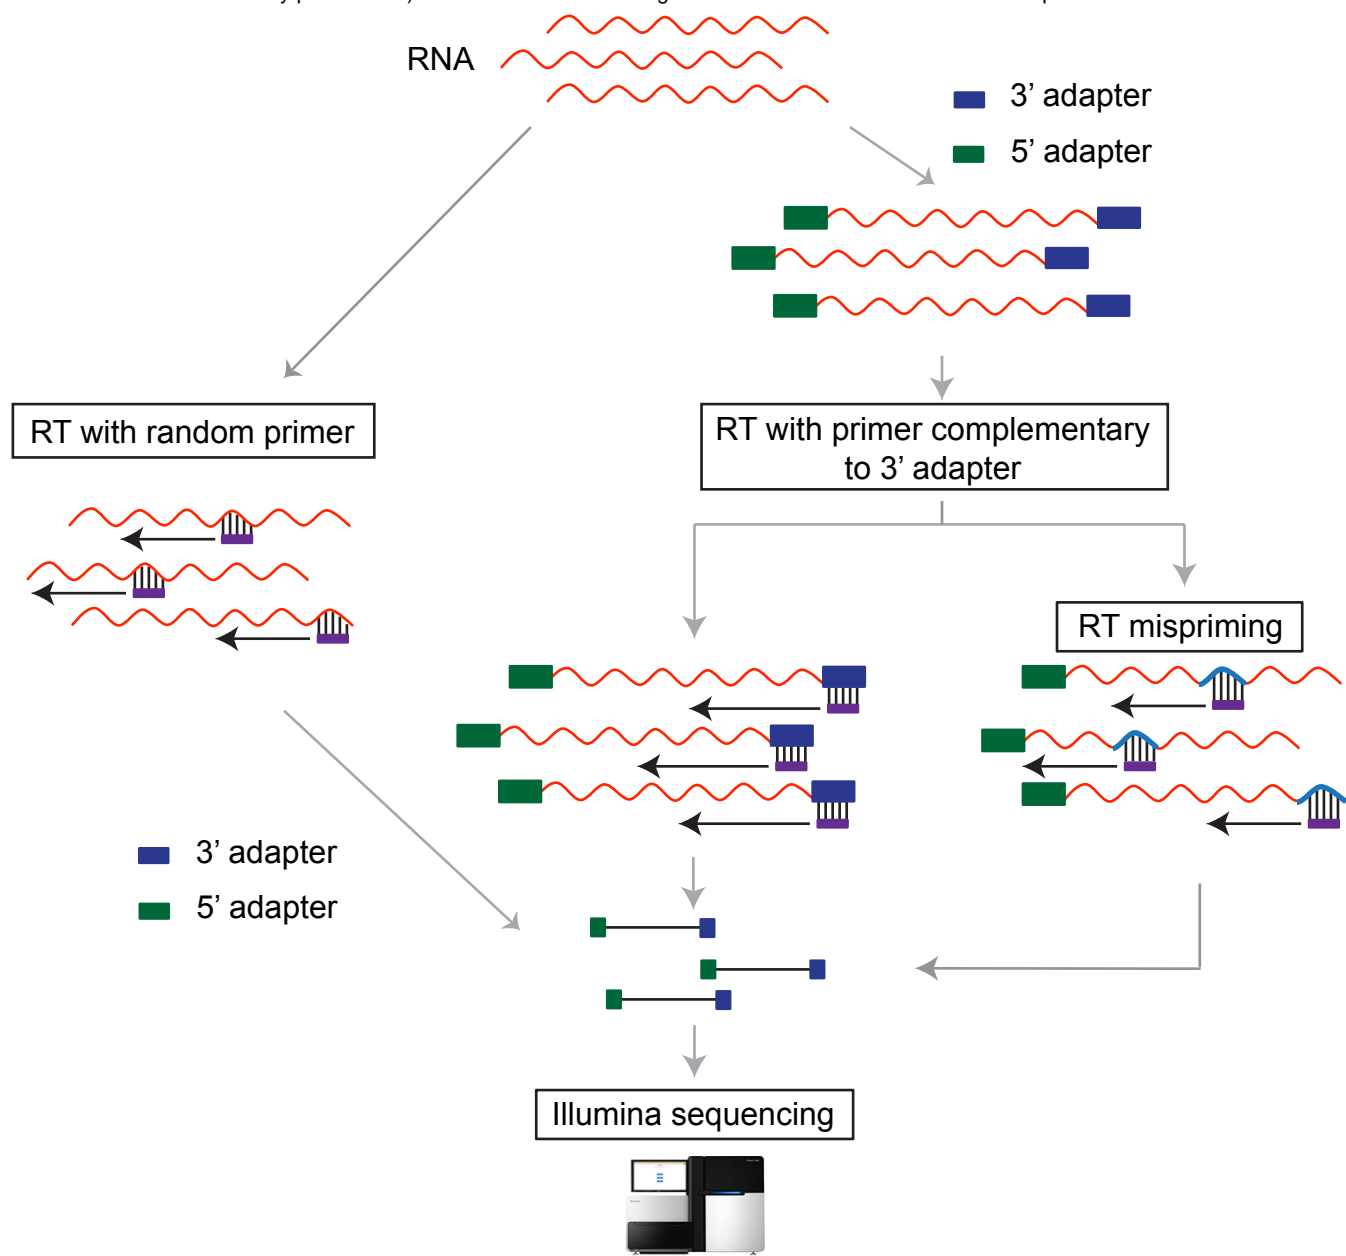 RNA
3’ adapter
5’ adapter
RT with random primer
RT with primer complementary
to 3’ adapter
RT mispriming
3’ adapter
5’ adapter
Illumina sequencing